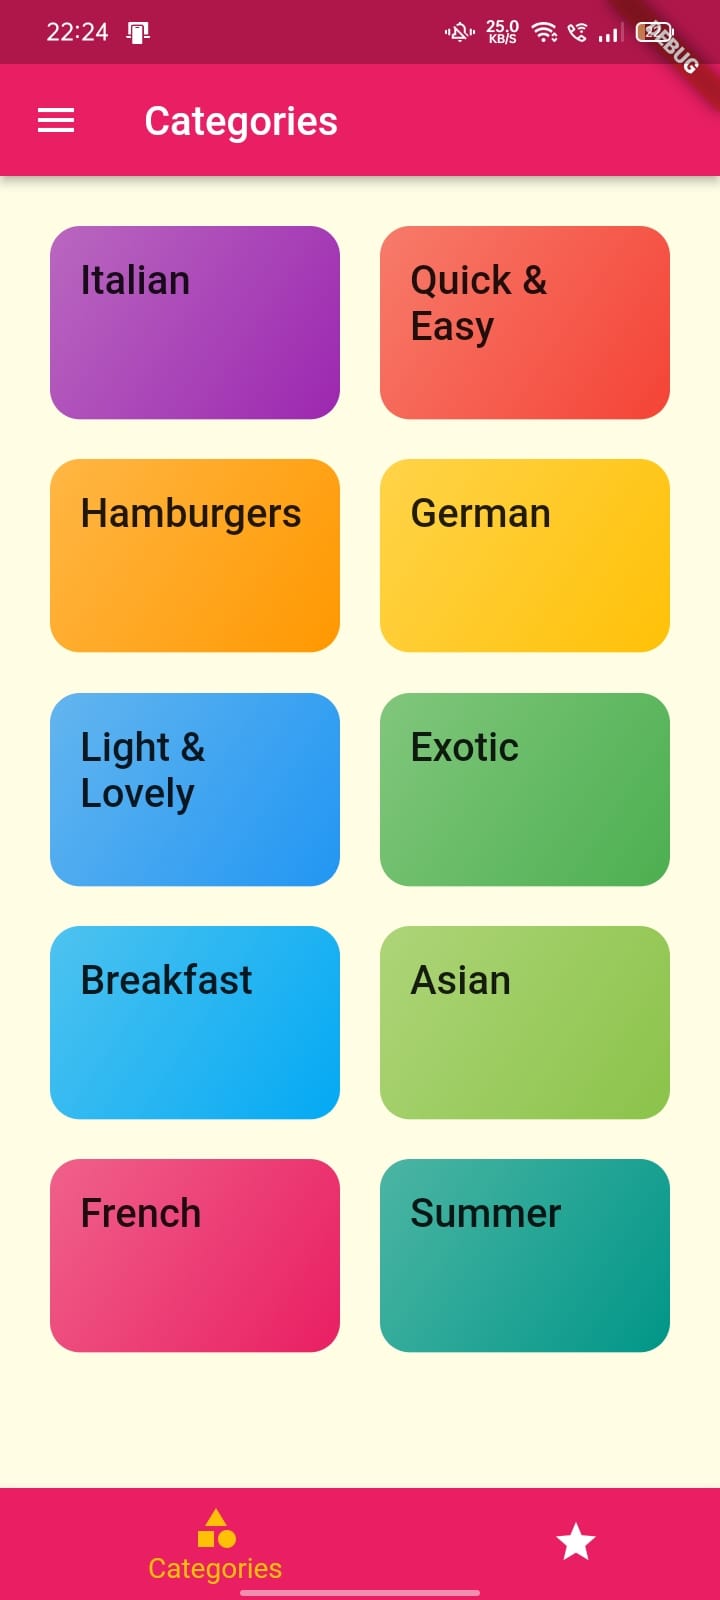 22:24
25.0
KB/S
DEBUG
Categories
Italian
Quick &
Easy
Hamburgers
German
Light &
Lovely
Exotic
Breakfast
Asian
French
Summer
Categories